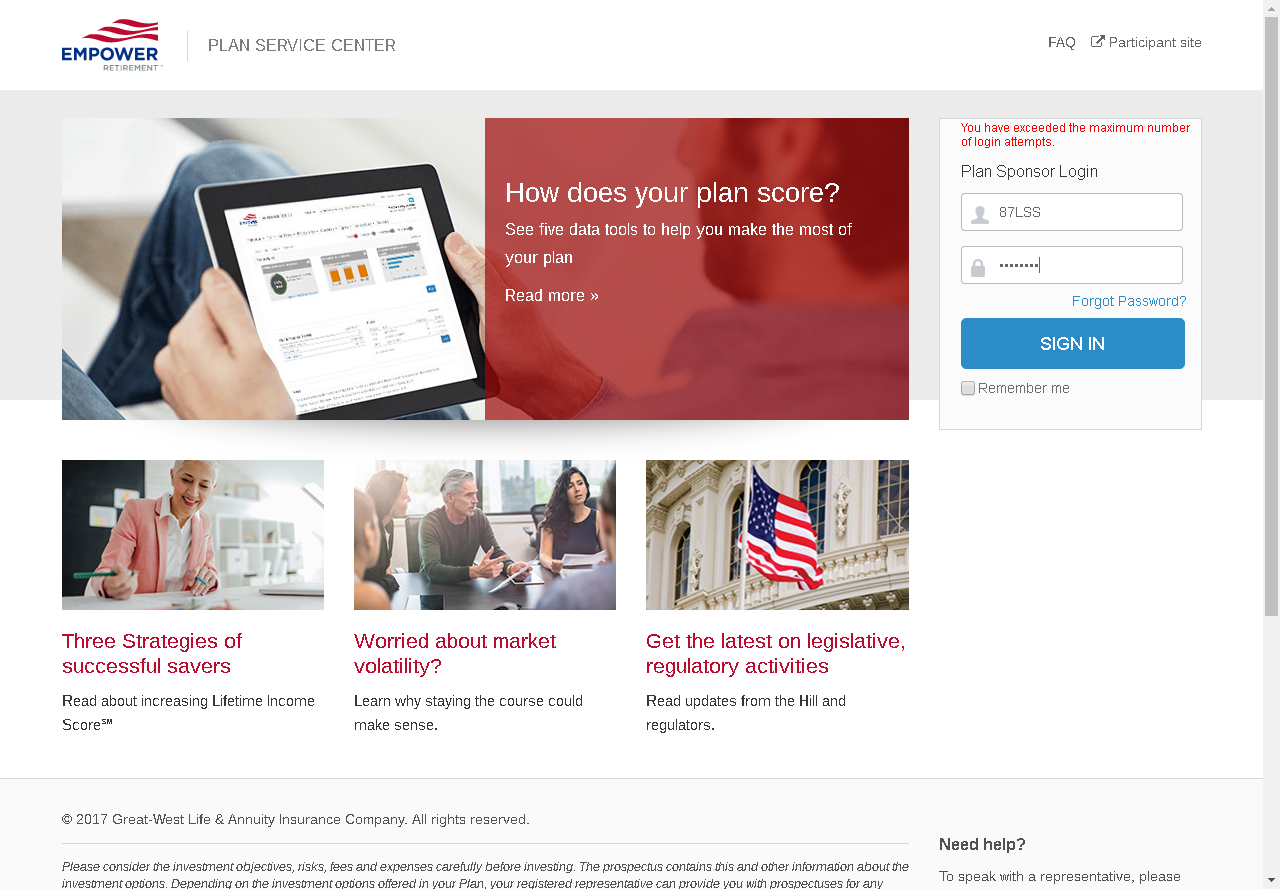 EMPOWER
RETIREMENT
PLAN SERVICE CENTER
FAQ
Participant site
How does your plan score?
See five data tools to help you make the most of
your plan
Read more »
You have exceeded the maximum number
of login attempts.
Plan Sponsor Login
87LSS
••••••••
Forgot Password?
SIGN IN
Remember me
Three Strategies of
successful savers
Read about increasing Lifetime Income
Score℠
Worried about market
volatility?
Learn why staying the course could
make sense.
Get the latest on legislative,
regulatory activities
Read updates from the Hill and
regulators.
© 2017 Great-West Life & Annuity Insurance Company. All rights reserved.
Please consider the investment objectives, risks, fees and expenses carefully before investing. The prospectus contains this and other information about the
investment options. Depending on the investment options offered in your Plan, your registered representative can provide you with prospectuses for any
Need help?
To speak with a representative, please